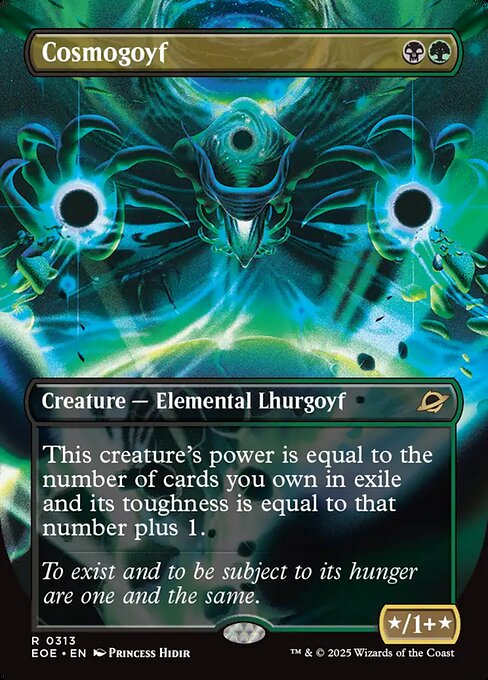 Cosmogoyf
Creature — Elemental Lhurgoyf
This creature's power is equal to the
number of cards you own in exile
and its toughness is equal to that
number plus 1.
To exist and to be subject to its hunger
are one and the same.
★/1+★
R 0313
EOE • EN Princess Hidir
™ & © 2025 Wizards of the Coast